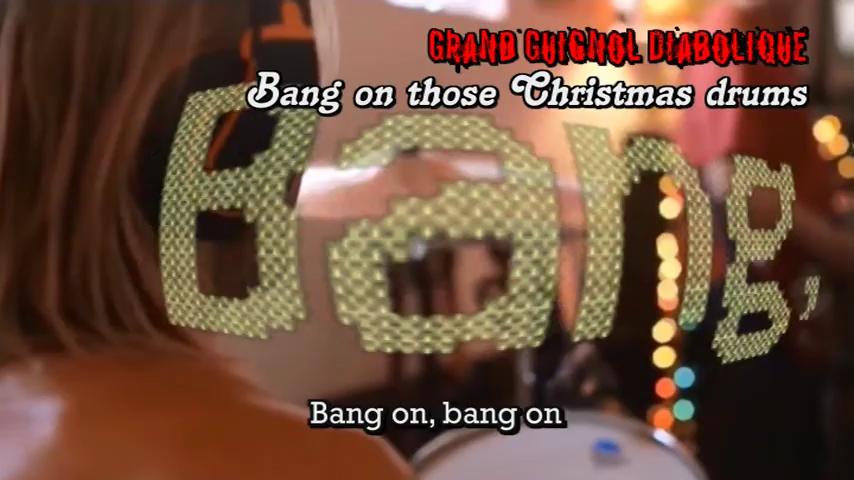 GRAND GUIGNOL DIABOLIQUE
Bang on those Christmas drums
Bang,
Bang on, bang on